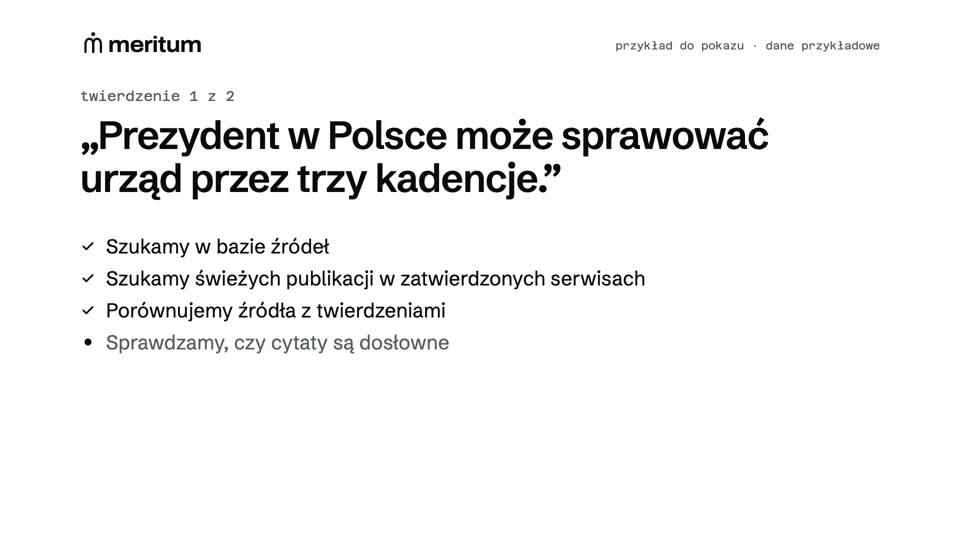 meritum
przykład do pokazu · dane przykładowe
twierdzenie 1 z 2
„Prezydent w Polsce może sprawować
urząd przez trzy kadencje.”
Szukamy w bazie źródeł
Szukamy świeżych publikacji w zatwierdzonych serwisach
Porównujemy źródła z twierdzeniami
Sprawdzamy, czy cytaty są dosłowne